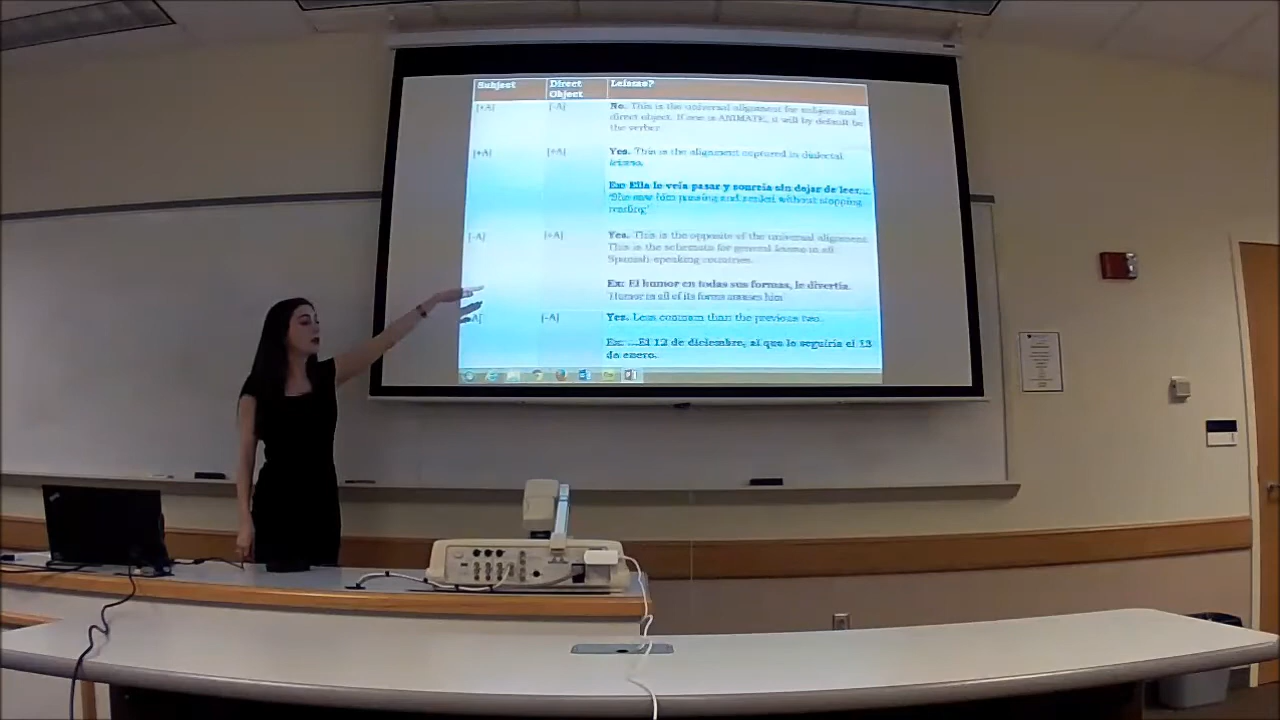 Subject Direct Object Leísmo?
[+A] [-A] No. This is the universal alignment for subject and
direct object. If one is ANIMATE, it will by default be
the verber
[+A] [+A] Yes. This is the alignment captured in dialectal
leísmo.
Ex: Ella le veía pasar y sonreía sin dejar de leer...
'She saw him passing and smiled without stopping
reading'
[-A] [+A] Yes. This is the opposite of the universal alignment.
This is the schemata for general leísmo in all
Spanish-speaking countries.
Ex: El humor en todas sus formas, le divertía.
'Humor in all of its forms amuses him'
A] [-A] Yes. Less common than the previous two.
Ex: ...El 12 de diciembre, al que le seguiría el 13
de enero.